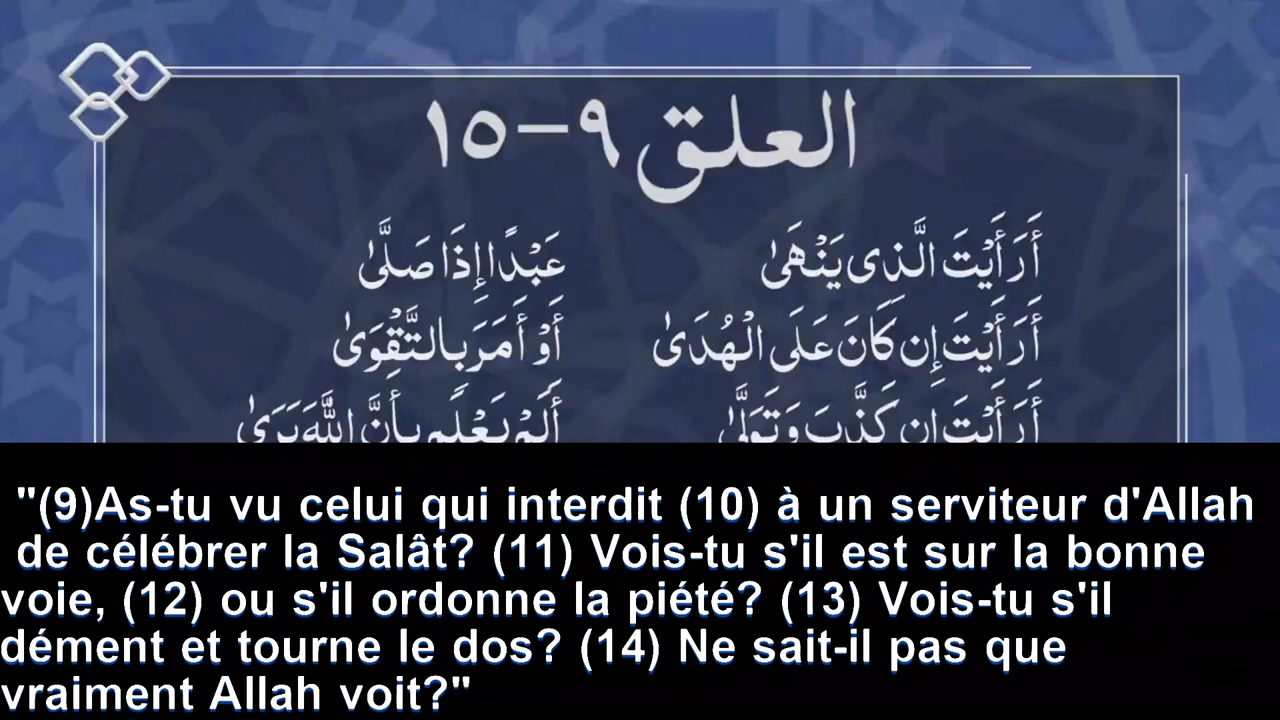 العلق ٩-١٥
أَرَأَيْتَ الَّذِى يَنْهَىٰ عَبْدًا إِذَا صَلَّىٰ
أَرَأَيْتَ إِن كَانَ عَلَى الْهُدَىٰ أَوْ أَمَرَ بِالتَّقْوَىٰ
أَرَأَيْتَ إِن كَذَّبَ وَتَوَلَّىٰ أَلَمْ يَعْلَم بِأَنَّ اللَّهَ يَرَىٰ
"(9)As-tu vu celui qui interdit (10) à un serviteur d'Allah
de célébrer la Salât? (11) Vois-tu s'il est sur la bonne
voie, (12) ou s'il ordonne la piété? (13) Vois-tu s'il
dément et tourne le dos? (14) Ne sait-il pas que
vraiment Allah voit?"